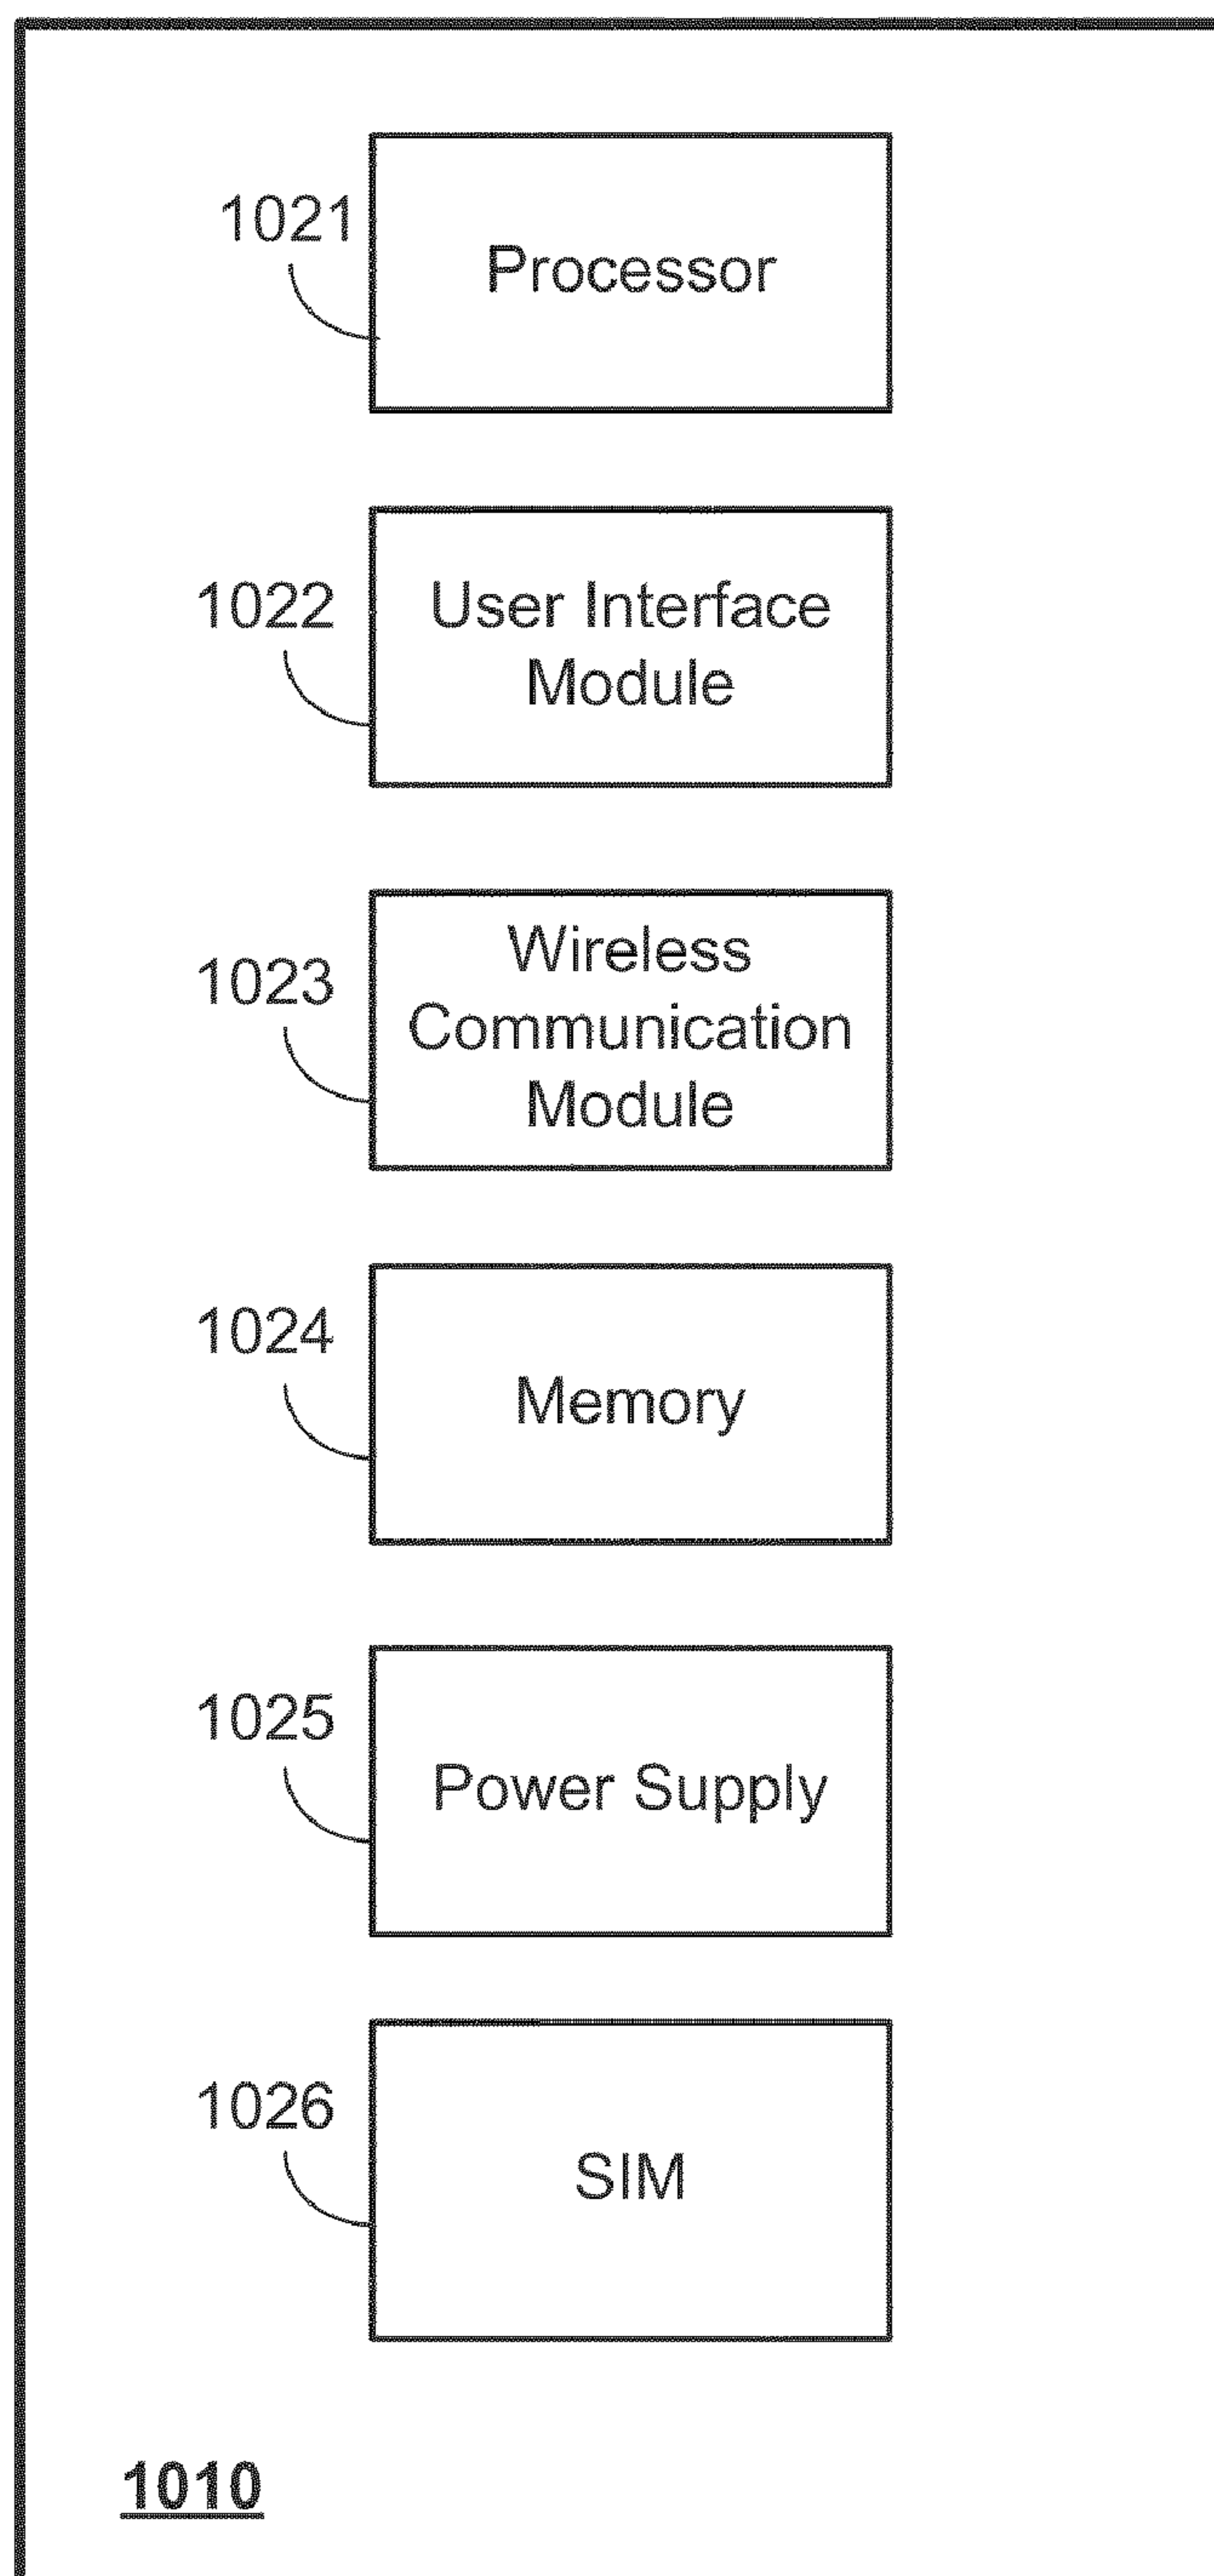 1021
Processor
1022
User Interface
Module
1023
Wireless
Communication
Module
1024
Memory
1025
Power Supply
1026
SIM
1010